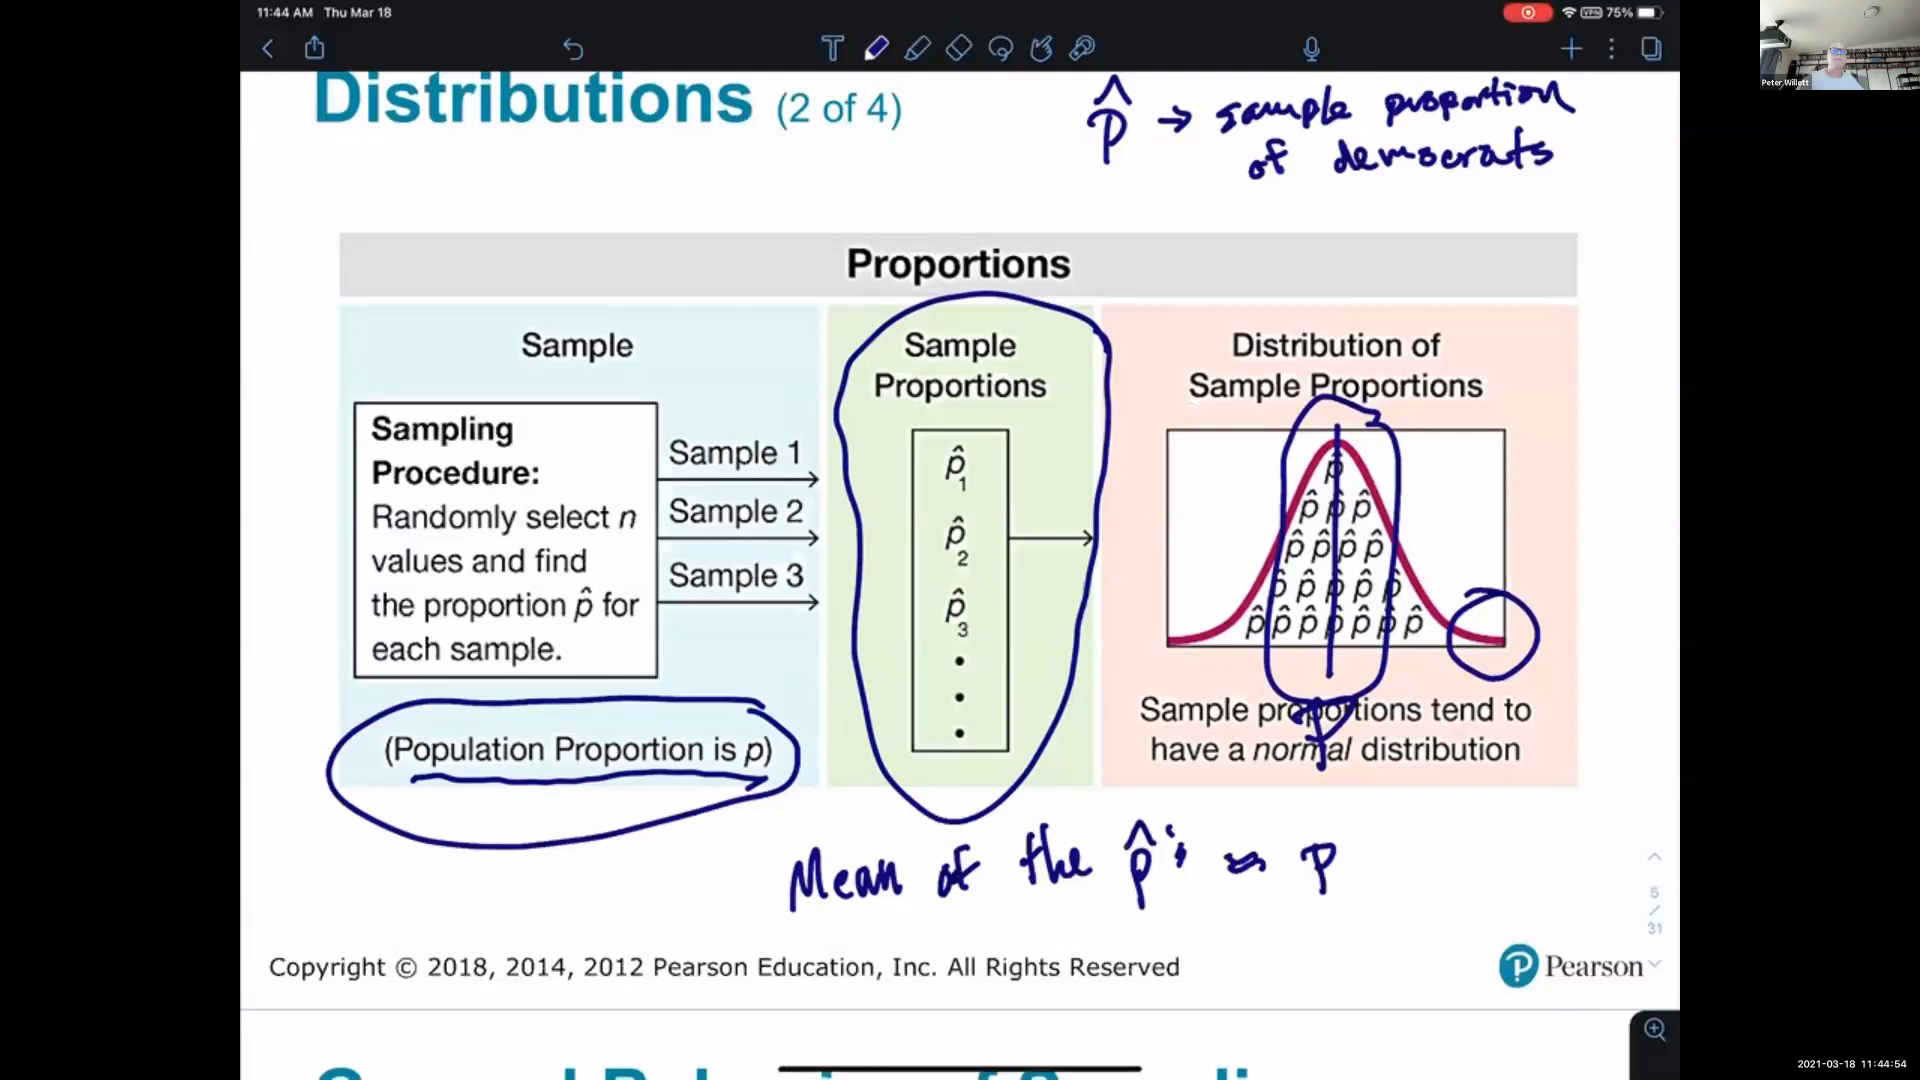 11:44 AM Thu Mar 18
VPN 75%
Peter Willett
Distributions (2 of 4)
p̂ → sample proportion
of democrats
Proportions
Sample
Sampling
Procedure:
Randomly select n
values and find
the proportion p̂ for
each sample.
Sample 1
Sample 2
Sample 3
(Population Proportion is p)
Sample
Proportions
p̂1
p̂2
p̂3
Distribution of
Sample Proportions
p̂
p̂ p̂ p̂
p̂ p̂ p̂ p̂
p̂ p̂ p̂ p̂ p̂
p̂ p̂ p̂ p̂ p̂ p̂ p̂
Sample proportions tend to
have a normal distribution
p
Mean of the p̂'s ≈ p
5
/
31
Copyright © 2018, 2014, 2012 Pearson Education, Inc. All Rights Reserved
P Pearson
2021-03-18 11:44:54